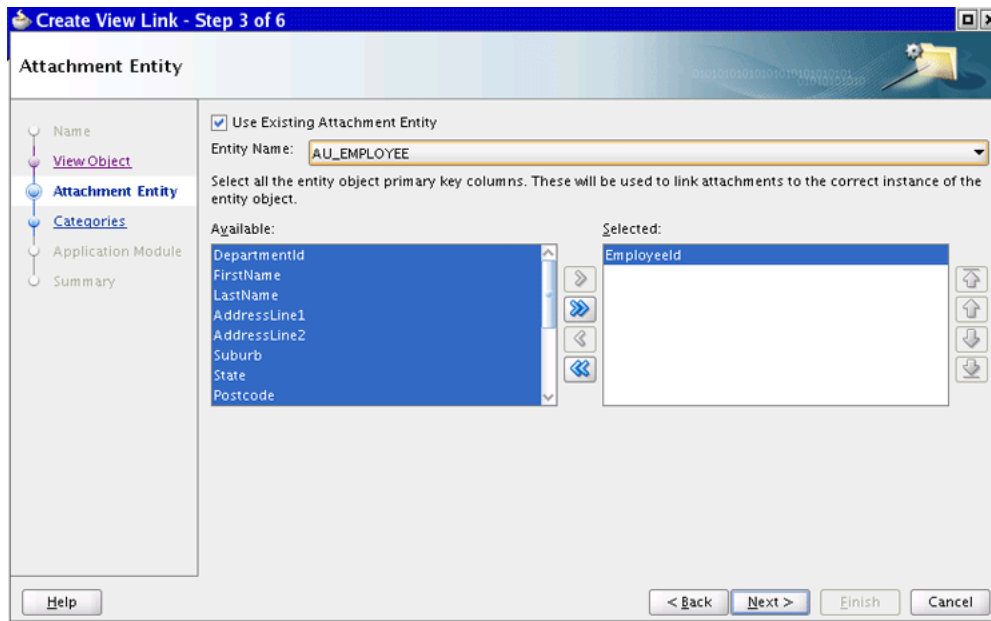 Create View Link - Step 3 of 6
Attachment Entity
Name
View Object
Attachment Entity
Categories
Application Module
Summary
Use Existing Attachment Entity
Entity Name: AU_EMPLOYEE
Select all the entity object primary key columns. These will be used to link attachments to the correct instance of the
entity object.
Available:
DepartmentId
FirstName
LastName
AddressLine1
AddressLine2
Suburb
State
Postcode
Selected:
EmployeeId
Help
< Back
Next >
Finish
Cancel